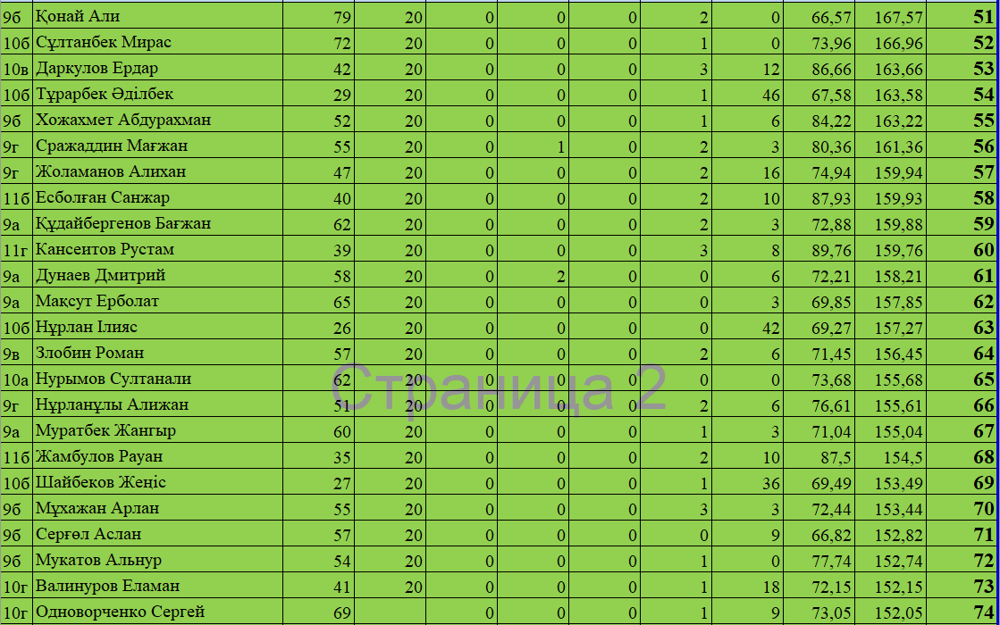 9б Қонай Али 79 20 0 0 0 2 0 66,57 167,57 51
10б Сұлтанбек Мирас 72 20 0 0 0 1 0 73,96 166,96 52
10в Даркулов Ердар 42 20 0 0 0 3 12 86,66 163,66 53
10б Тұрарбек Әділбек 29 20 0 0 0 1 46 67,58 163,58 54
9б Хожахмет Абдурахман 52 20 0 0 0 1 6 84,22 163,22 55
9г Сражаддин Мағжан 55 20 0 1 0 2 3 80,36 161,36 56
9г Жоламанов Алихан 47 20 0 0 0 2 16 74,94 159,94 57
11б Есболған Санжар 40 20 0 0 0 2 10 87,93 159,93 58
9а Құдайбергенов Бағжан 62 20 0 0 0 2 3 72,88 159,88 59
11г Кансеитов Рустам 39 20 0 0 0 3 8 89,76 159,76 60
9а Дунаев Дмитрий 58 20 0 2 0 0 6 72,21 158,21 61
9а Мақсут Ерболат 65 20 0 0 0 0 3 69,85 157,85 62
10б Нұрлан Ілияс 26 20 0 0 0 0 42 69,27 157,27 63
9в Злобин Роман 57 20 0 0 0 2 6 71,45 156,45 64
10а Нурымов Султанали 62 20 0 0 0 0 0 73,68 155,68 65
Страница 2
9г Нұрланұлы Алижан 51 20 0 0 0 2 6 76,61 155,61 66
9а Муратбек Жангыр 60 20 0 0 0 1 3 71,04 155,04 67
11б Жамбулов Рауан 35 20 0 0 0 2 10 87,5 154,5 68
10б Шайбеков Жеңіс 27 20 0 0 0 1 36 69,49 153,49 69
9б Мұхажан Арлан 55 20 0 0 0 3 3 72,44 153,44 70
9б Серғөл Аслан 57 20 0 0 0 0 9 66,82 152,82 71
9б Мукатов Альнур 54 20 0 0 0 1 0 77,74 152,74 72
10г Валинуров Еламан 41 20 0 0 0 1 18 72,15 152,15 73
10г Одноворченко Сергей 69 0 0 0 1 9 73,05 152,05 74